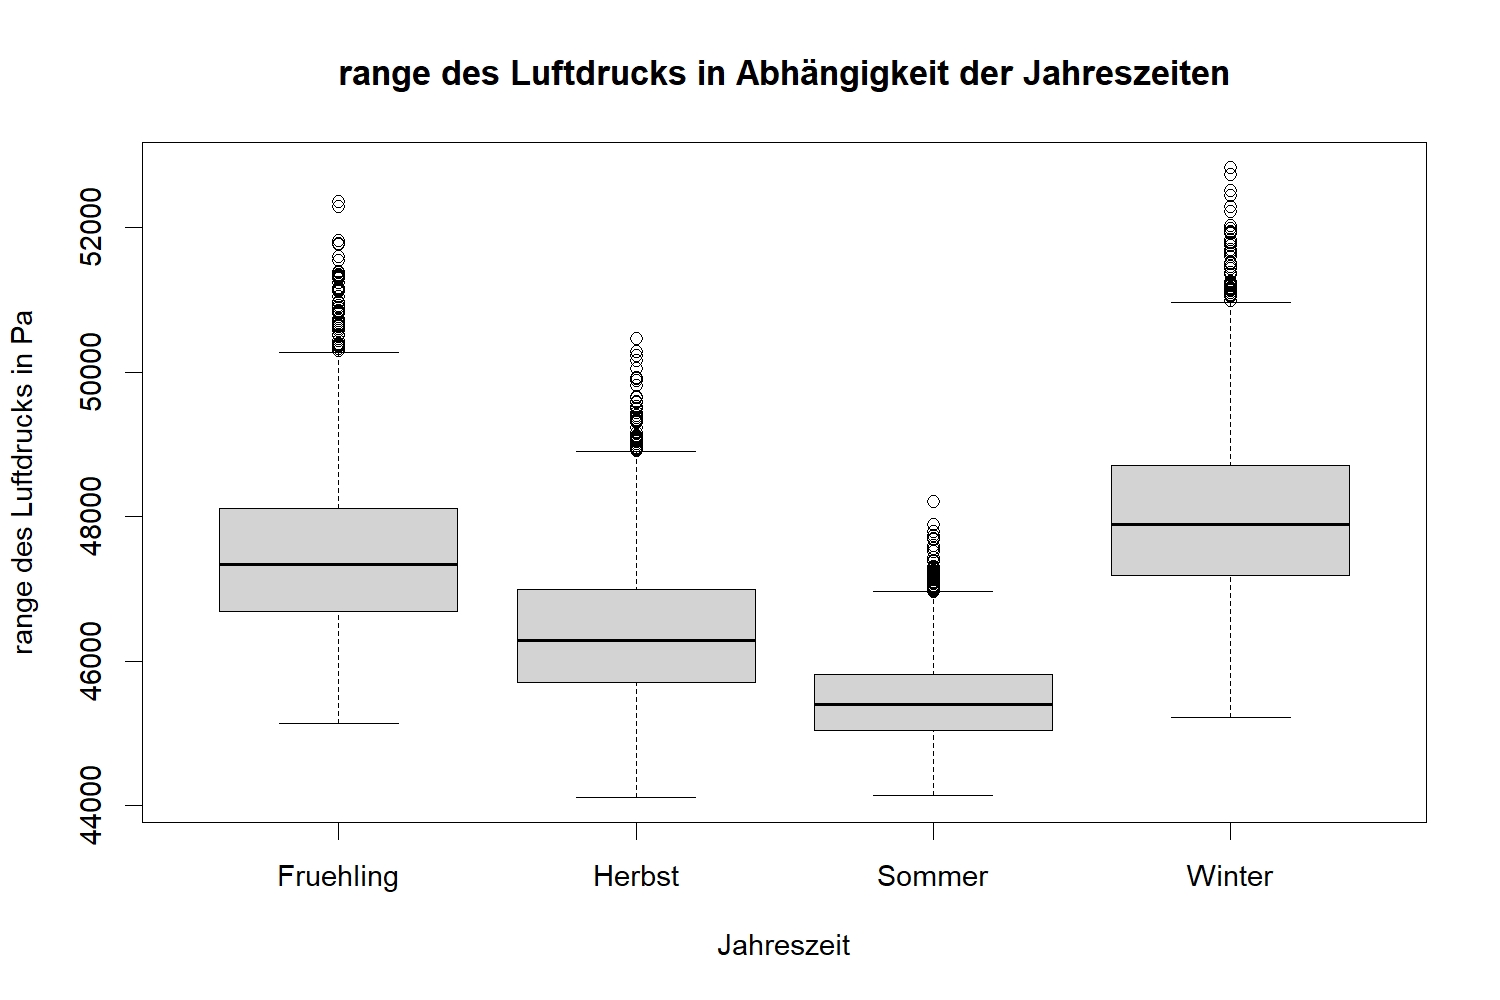 range des Luftdrucks in Abhängigkeit der Jahreszeiten
range des Luftdrucks in Pa
52000
50000
48000
46000
44000
Fruehling Herbst Sommer Winter
Jahreszeit